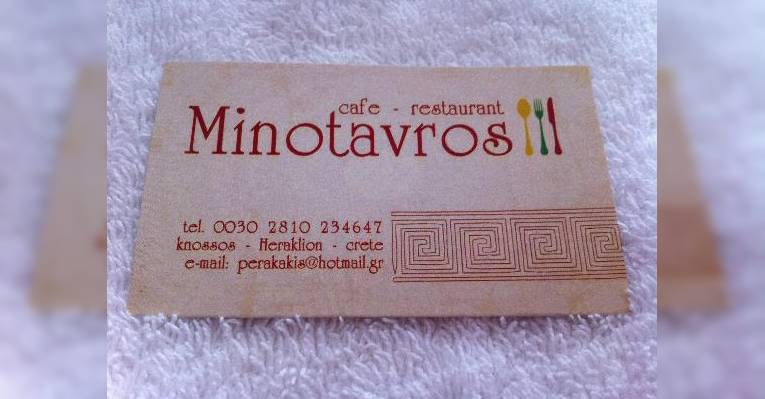 cafe - restaurant
Minotavros
tel. 0030 2810 234647
knossos - Heraklion - crete
e-mail: perakakis@hotmail.gr